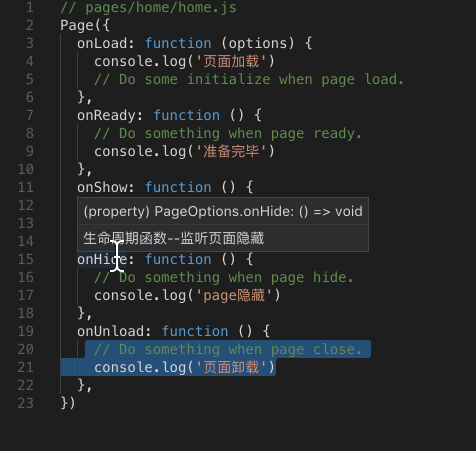 1 // pages/home/home.js
2 Page({
3 onLoad: function (options) {
4 console.log('页面加载')
5 // Do some initialize when page load.
6 },
7 onReady: function () {
8 // Do something when page ready.
9 console.log('准备完毕')
10 },
11 onShow: function () {
12
(property) PageOptions.onHide: () => void
13
14 生命周期函数--监听页面隐藏
15 onHide: function () {
16 // Do something when page hide.
17 console.log('page隐藏')
18 },
19 onUnload: function () {
20 // Do something when page close.
21 console.log('页面卸载')
22 },
23 })